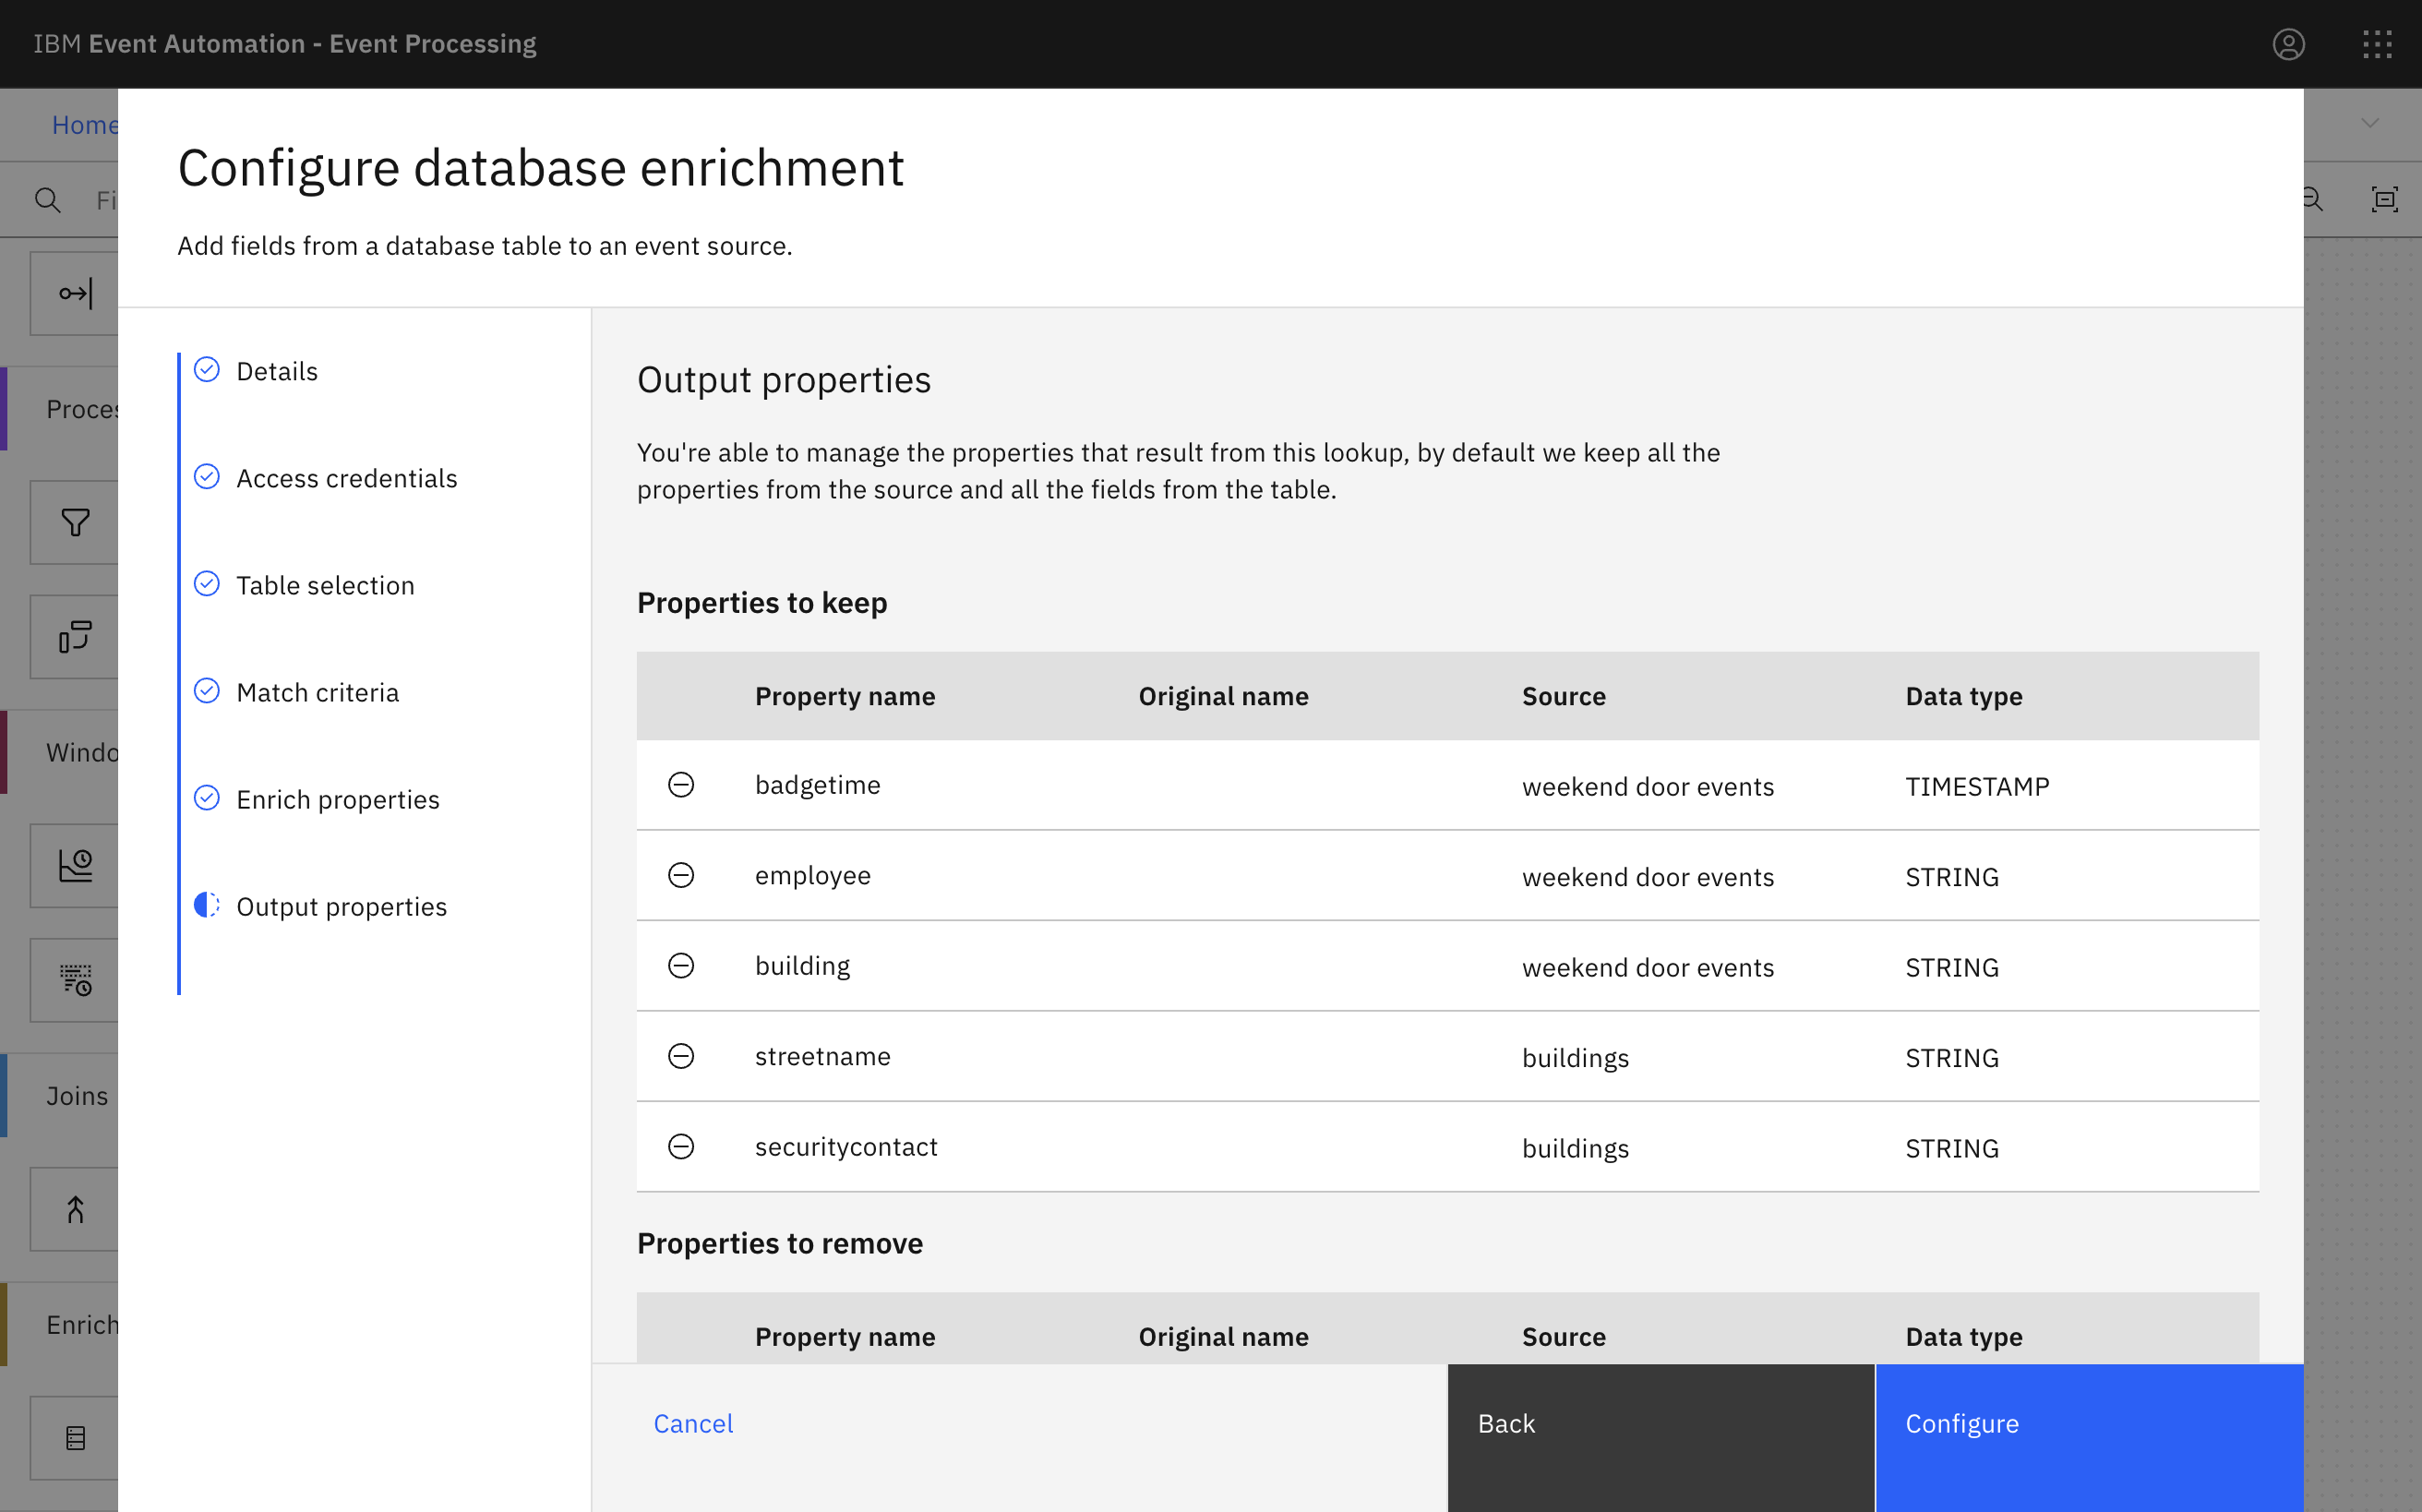 IBM Event Automation - Event Processing
Home
Configure database enrichment
Add fields from a database table to an event source.
Details
Access credentials
Table selection
Match criteria
Enrich properties
Output properties
Output properties
You're able to manage the properties that result from this lookup, by default we keep all the
properties from the source and all the fields from the table.
Properties to keep
Property name Original name Source Data type
badgetime weekend door events TIMESTAMP
employee weekend door events STRING
building weekend door events STRING
streetname buildings STRING
securitycontact buildings STRING
Properties to remove
Property name Original name Source Data type
Cancel
Back
Configure
Joins
Enrich